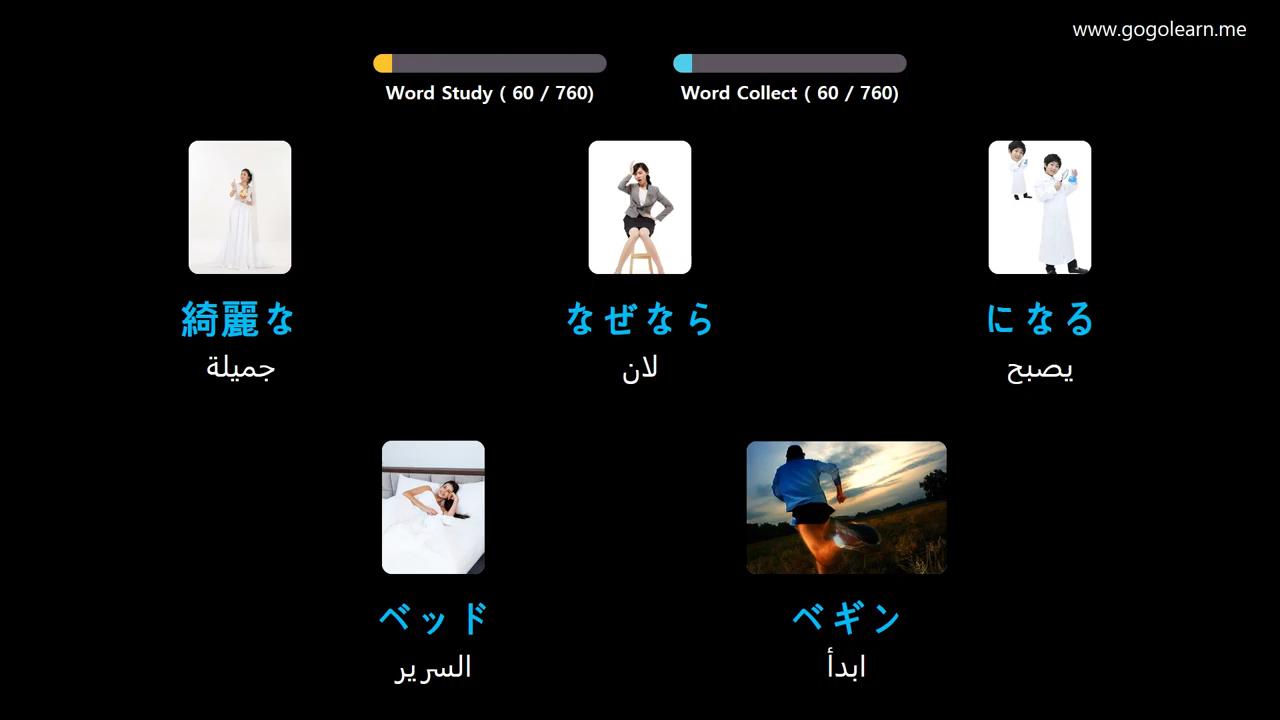 www.gogolearn.me
Word Study ( 60 / 760)
Word Collect ( 60 / 760)
綺麗な
جميلة
なぜなら
لان
になる
يصبح
ベッド
السرير
ベギン
ابدأ